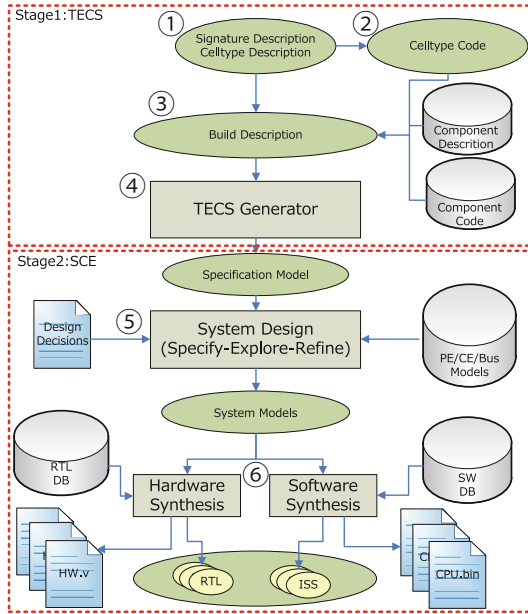 Stage1:TECS
①
Signature Description
Celltype Description
②
Celltype Code
③
Build Description
Component
Descrition
④
TECS Generator
Component
Code
Stage2:SCE
Specification Model
Design
Decisions
⑤
System Design
(Specify-Explore-Refine)
PE/CE/Bus
Models
System Models
RTL
DB
⑥
Hardware
Synthesis
Software
Synthesis
SW
DB
HW.v
RTL
ISS
CPU.bin